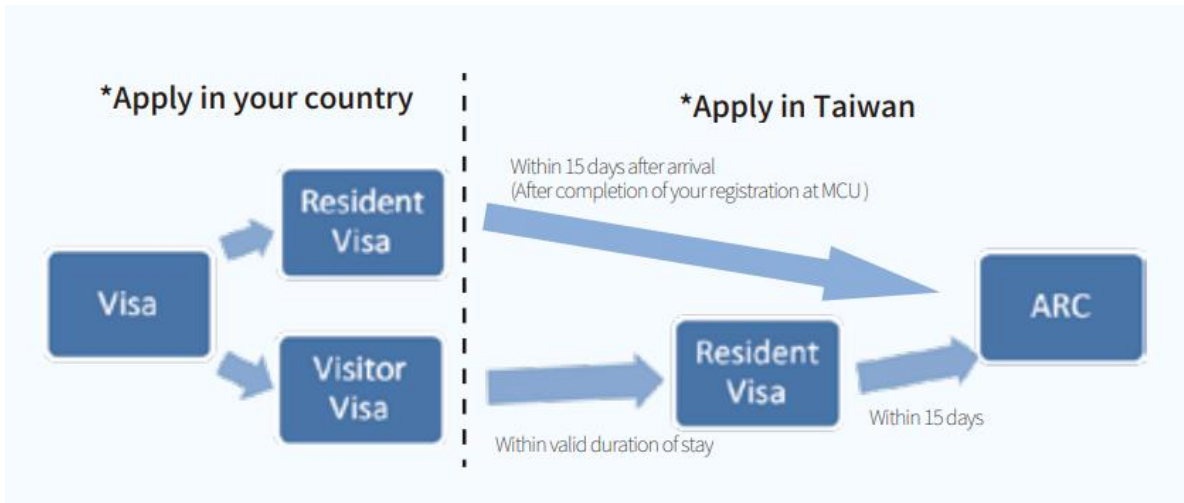 *Apply in your country
*Apply in Taiwan
Within 15 days after arrival
(After completion of your registration at MCU )
Resident
Visa
Visa
ARC
Visitor
Visa
Resident
Visa
Within 15 days
Within valid duration of stay